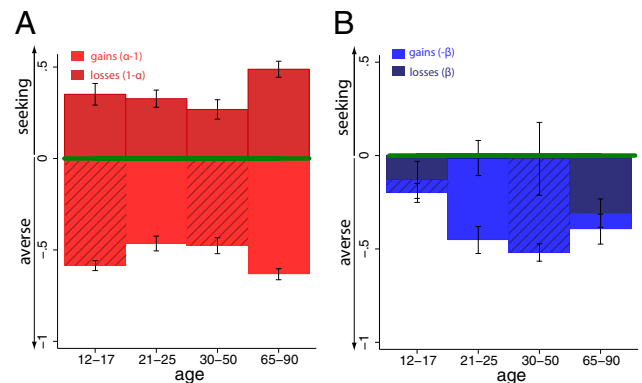 A
gains (α-1)
losses (1-α)
seeking
averse
.5
0
-.5
-1
12–17 21–25 30–50 65–90
age
B
gains (-β)
losses (β)
seeking
averse
.5
0
-.5
-1
12–17 21–25 30–50 65–90
age